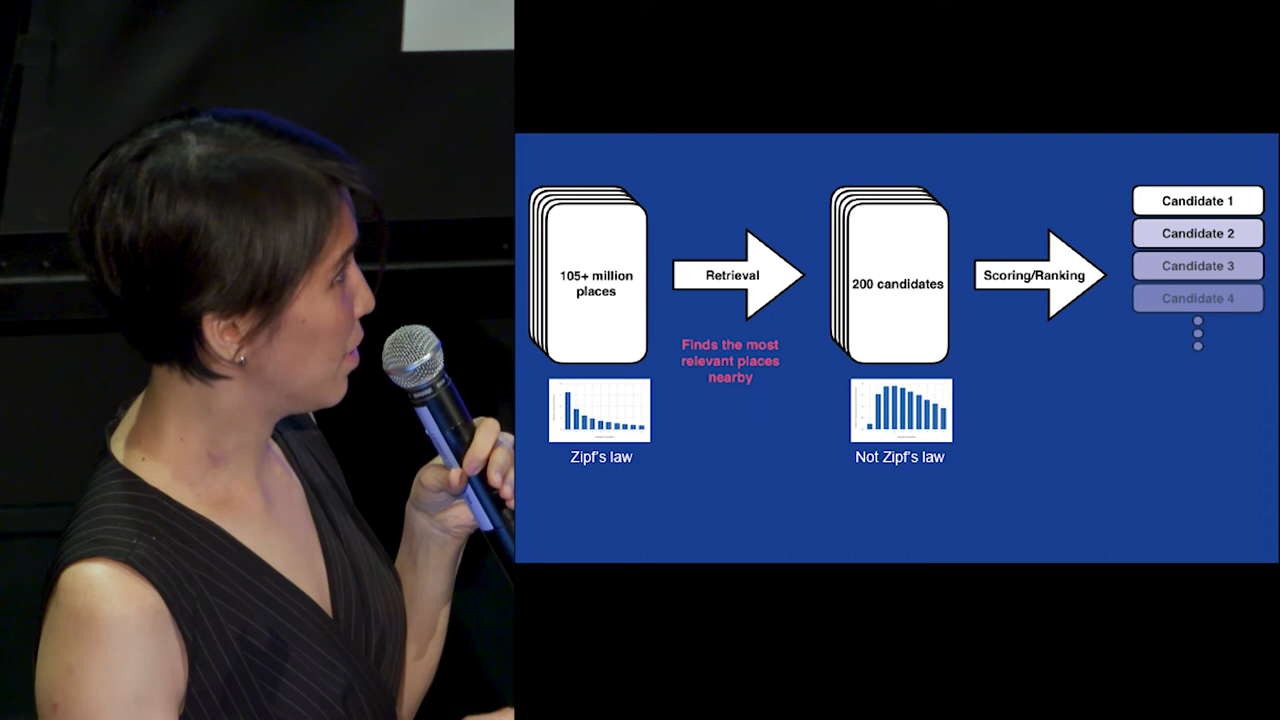 105+ million
places
Retrieval
Finds the most
relevant places
nearby
200 candidates
Scoring/Ranking
Candidate 1
Candidate 2
Candidate 3
Candidate 4
Zipf's law
Not Zipf's law